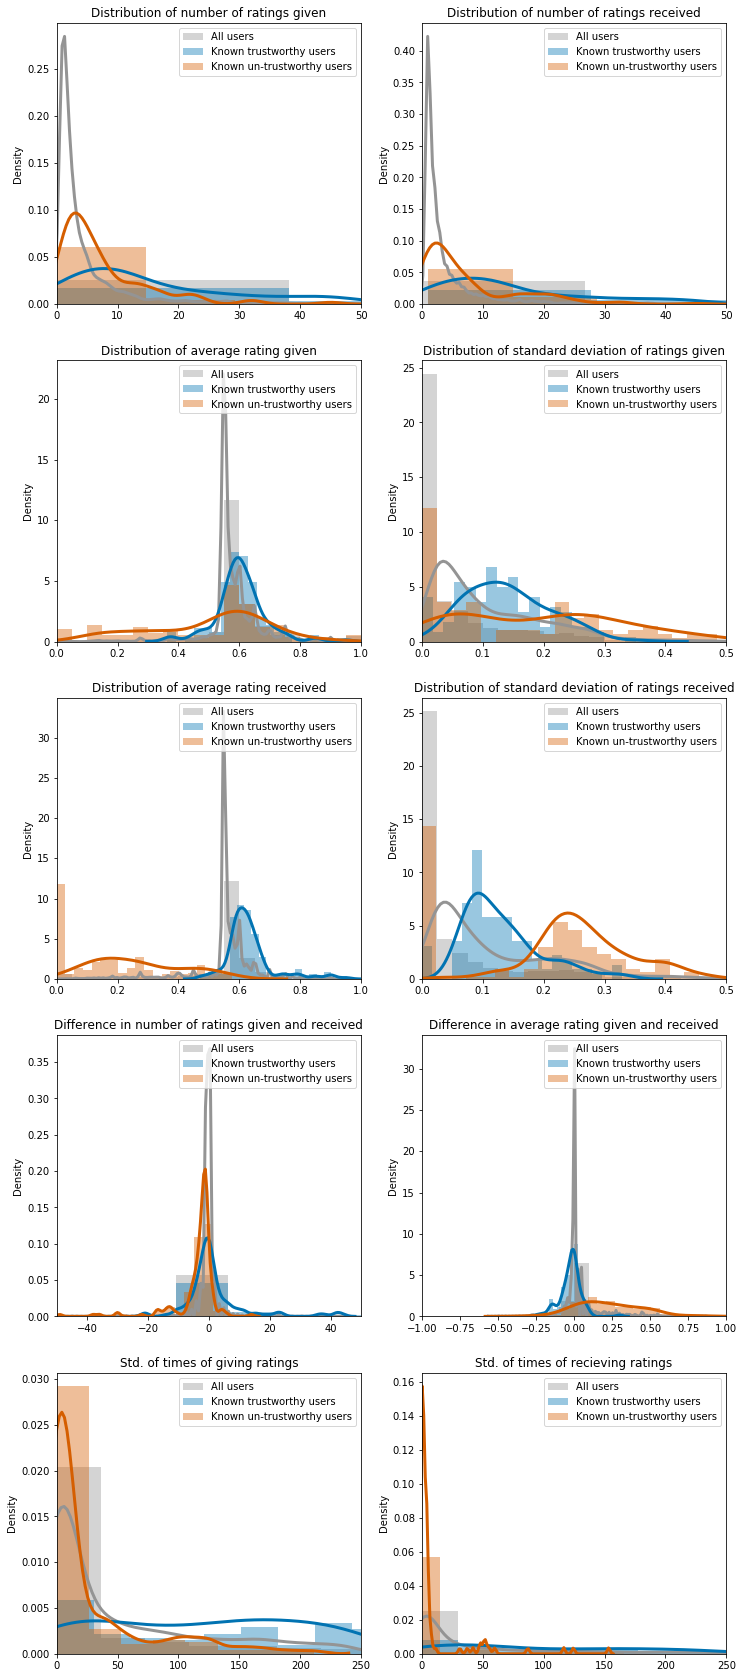 Distribution of number of ratings given
All users
Known trustworthy users
Known un-trustworthy users
Density
0.25
0.20
0.15
0.10
0.05
0.00
0 10 20 30 40 50
Distribution of number of ratings received
All users
Known trustworthy users
Known un-trustworthy users
Density
0.40
0.35
0.30
0.25
0.20
0.15
0.10
0.05
0.00
0 10 20 30 40 50
Distribution of average rating given
All users
Known trustworthy users
Known un-trustworthy users
Density
20
15
10
5
0
0.0 0.2 0.4 0.6 0.8 1.0
Distribution of standard deviation of ratings given
All users
Known trustworthy users
Known un-trustworthy users
Density
25
20
15
10
5
0
0.0 0.1 0.2 0.3 0.4 0.5
Distribution of average rating received
All users
Known trustworthy users
Known un-trustworthy users
Density
30
25
20
15
10
5
0
0.0 0.2 0.4 0.6 0.8 1.0
Distribution of standard deviation of ratings received
All users
Known trustworthy users
Known un-trustworthy users
Density
25
20
15
10
5
0
0.0 0.1 0.2 0.3 0.4 0.5
Difference in number of ratings given and received
All users
Known trustworthy users
Known un-trustworthy users
Density
0.35
0.30
0.25
0.20
0.15
0.10
0.05
0.00
−40 −20 0 20 40
Difference in average rating given and received
All users
Known trustworthy users
Known un-trustworthy users
Density
30
25
20
15
10
5
0
−1.00 −0.75 −0.50 −0.25 0.00 0.25 0.50 0.75 1.00
Std. of times of giving ratings
All users
Known trustworthy users
Known un-trustworthy users
Density
0.030
0.025
0.020
0.015
0.010
0.005
0.000
0 50 100 150 200 250
Std. of times of recieving ratings
All users
Known trustworthy users
Known un-trustworthy users
Density
0.16
0.14
0.12
0.10
0.08
0.06
0.04
0.02
0.00
0 50 100 150 200 250